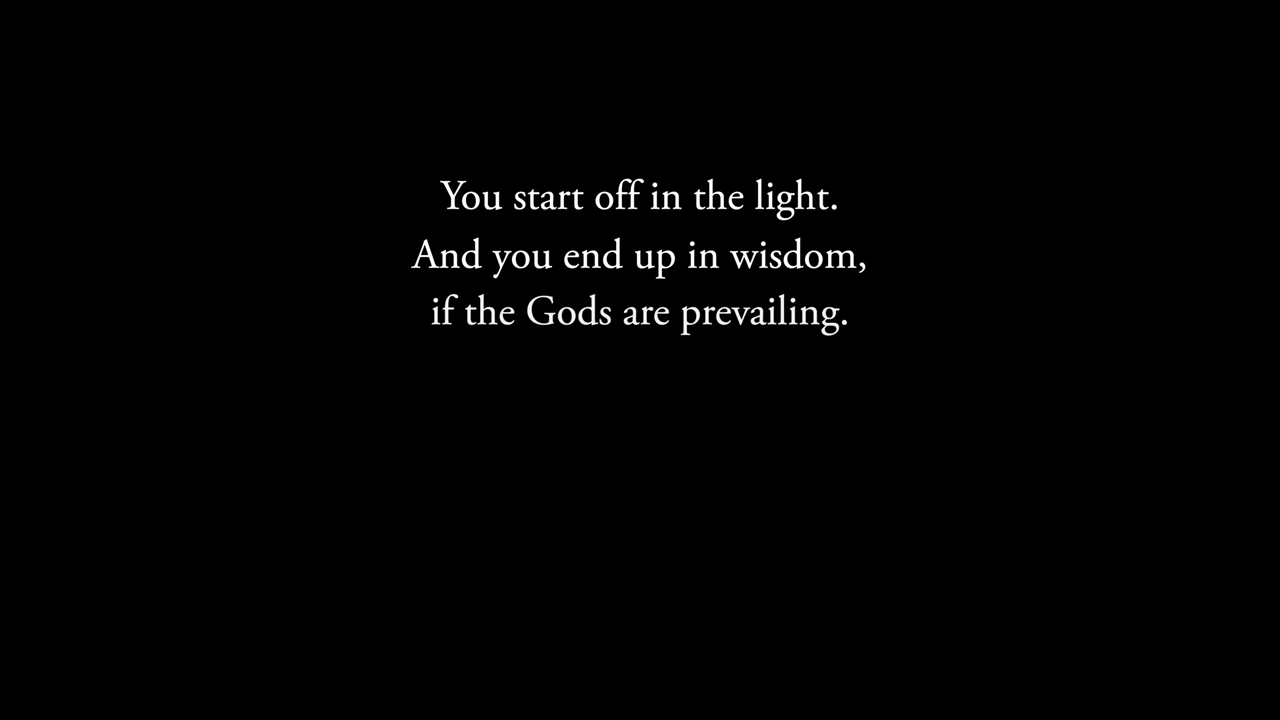 You start off in the light.
And you end up in wisdom,
if the Gods are prevailing.